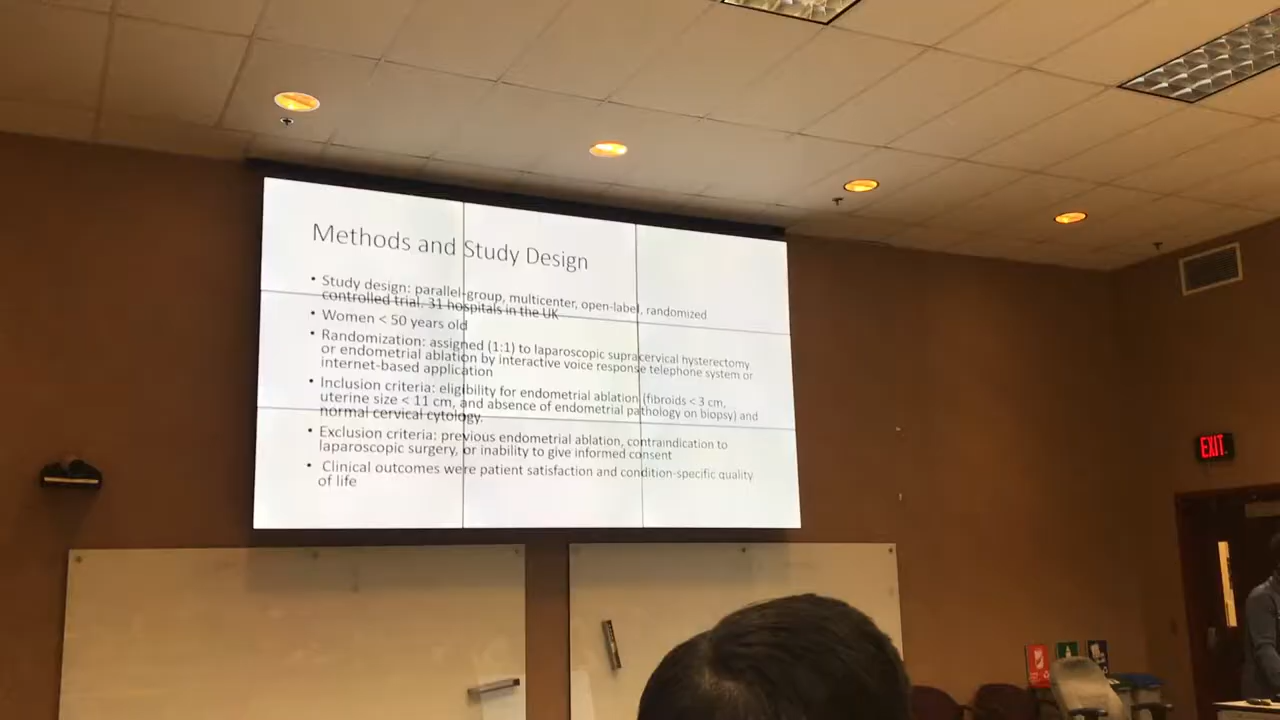 Methods and Study Design
• Study design: parallel-group, multicenter, open-label, randomized
controlled trial. 31 hospitals in the UK
• Women < 50 years old
• Randomization: assigned (1:1) to laparoscopic supracervical hysterectomy
or endometrial ablation by interactive voice response telephone system or
internet-based application
• Inclusion criteria: eligibility for endometrial ablation (fibroids < 3 cm,
uterine size < 11 cm, and absence of endometrial pathology on biopsy) and
normal cervical cytology.
• Exclusion criteria: previous endometrial ablation, contraindication to
laparoscopic surgery, or inability to give informed consent
• Clinical outcomes were patient satisfaction and condition-specific quality
of life
EXIT